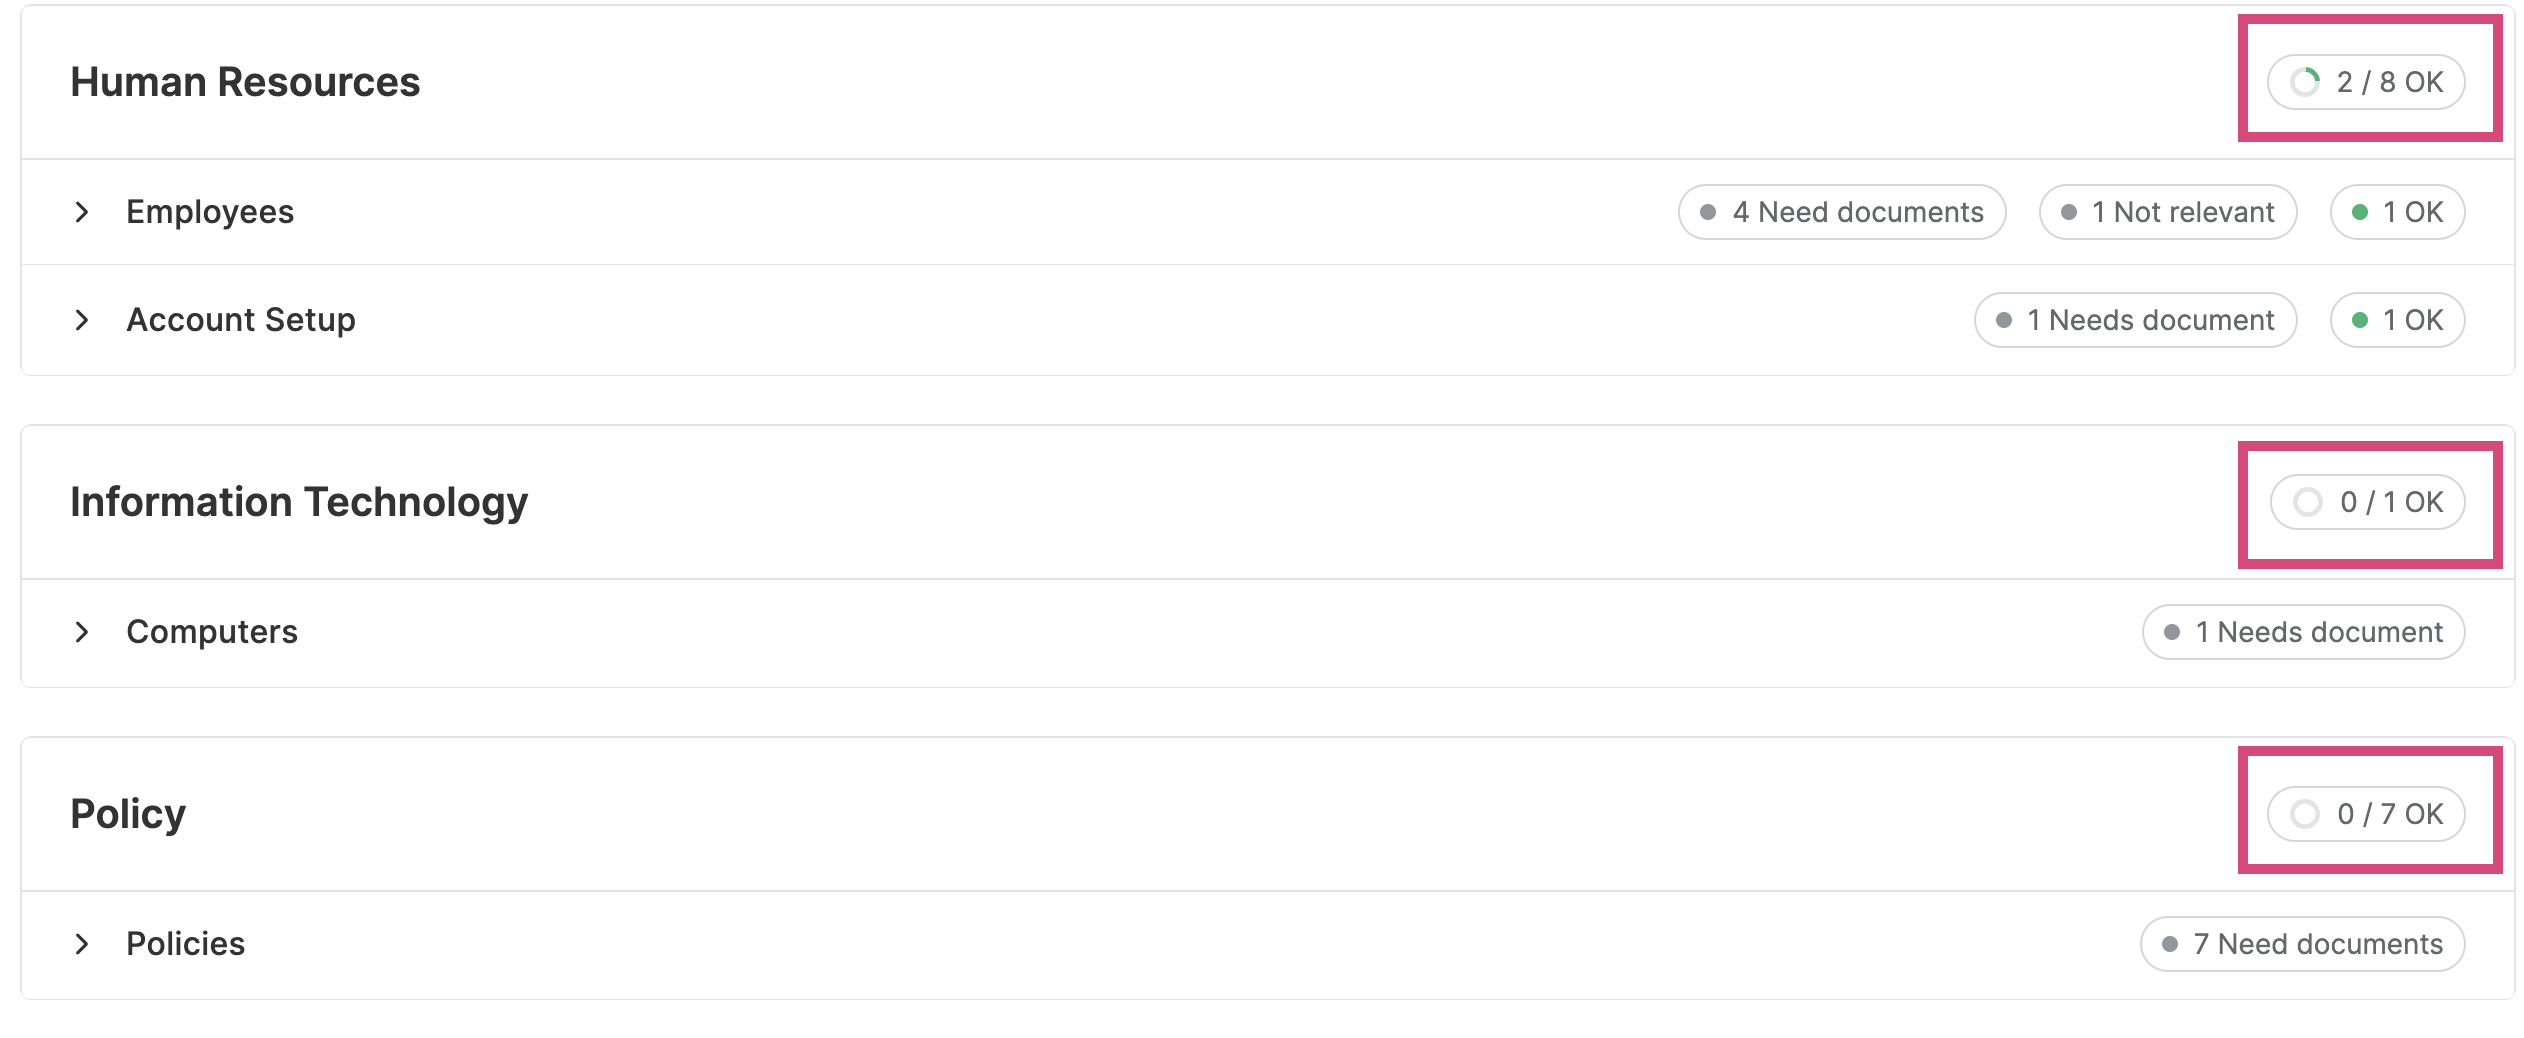 Human Resources
2 / 8 OK
Employees
4 Need documents
1 Not relevant
1 OK
Account Setup
1 Needs document
1 OK
Information Technology
0 / 1 OK
Computers
1 Needs document
Policy
0 / 7 OK
Policies
7 Need documents